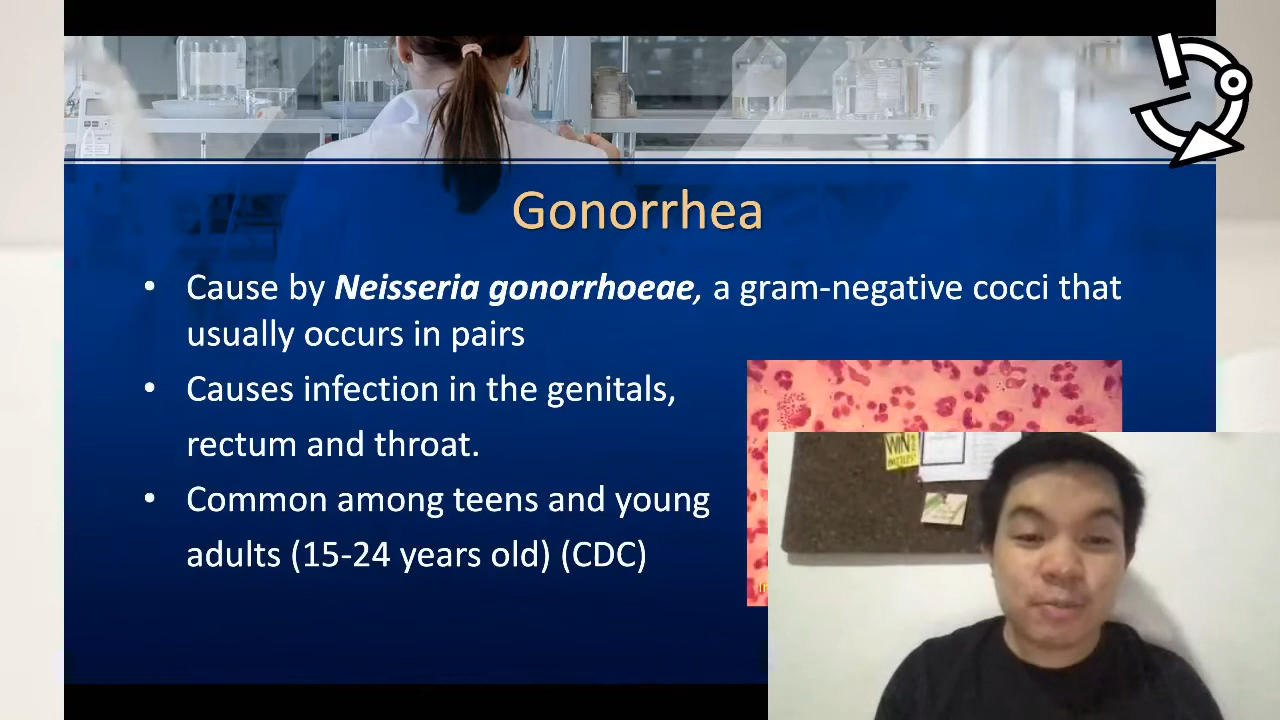 Gonorrhea
• Cause by Neisseria gonorrhoeae, a gram-negative cocci that
usually occurs in pairs
• Causes infection in the genitals,
rectum and throat.
• Common among teens and young
adults (15-24 years old) (CDC)
WIN